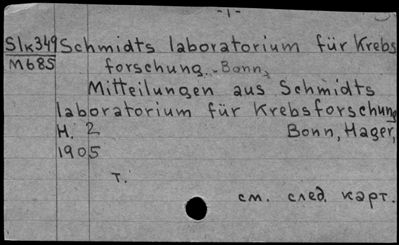 -1-
Slk349 Schmidts laboratorium für Krebs
M685 forschung. Bonn,
Mitteilungen aus Schmidts
laboratorium für Krebsforschung
H. 2 Bonn, Hager,
1905
т.
см. след. карт.